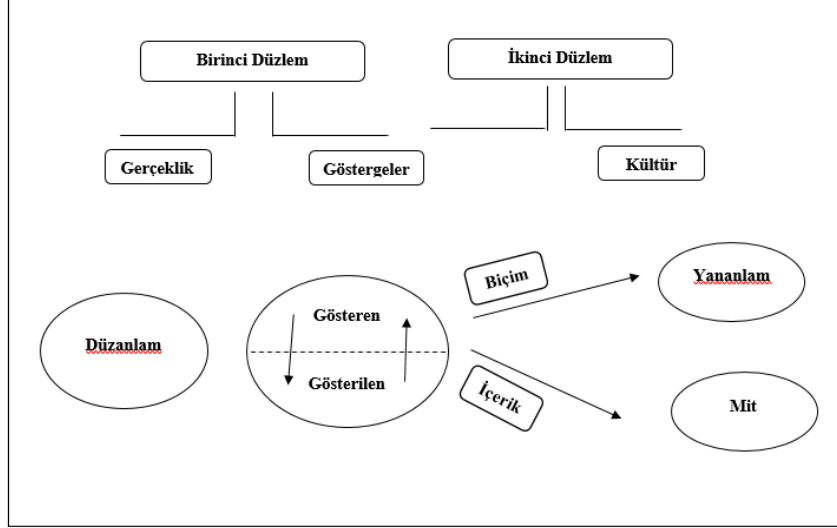 Birinci Düzlem
İkinci Düzlem
Gerçeklik
Göstergeler
Kültür
Biçim
Yananlam
Gösteren
Düzanlam
Gösterilen
İçerik
Mit